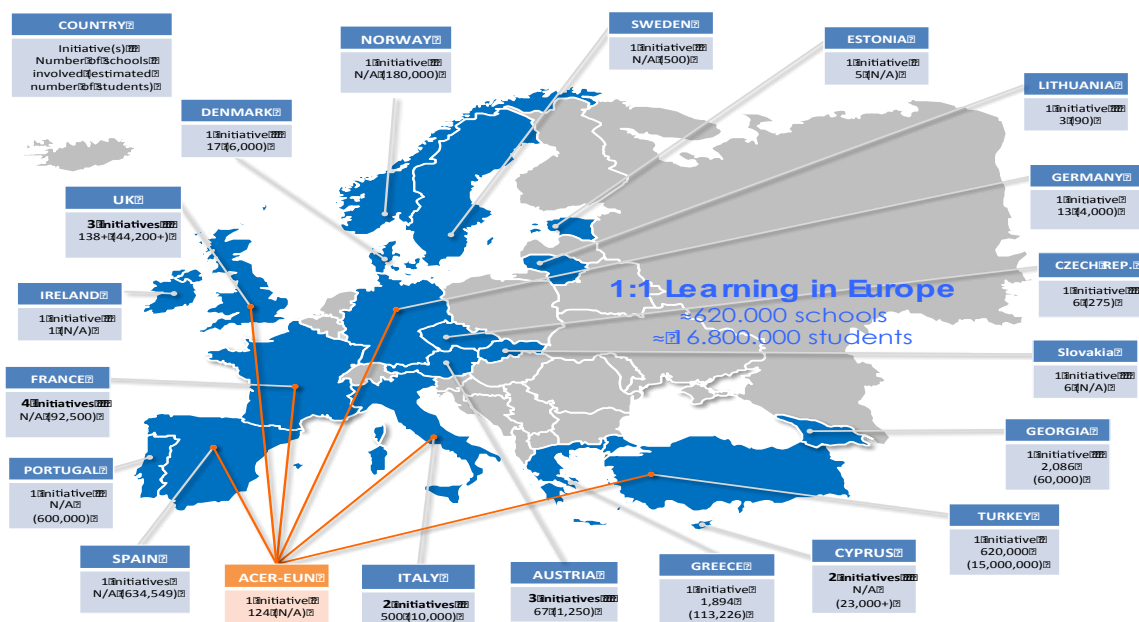 COUNTRY
Initiative(s)
Number of schools
involved (estimated
number of students)
NORWAY
1 initiative
N/A (180,000)
SWEDEN
1 initiative
N/A (500)
ESTONIA
1 initiative
5 (N/A)
LITHUANIA
1 initiative
3 (90)
DENMARK
1 initiative
17 (6,000)
GERMANY
1 initiative
13 (4,000)
UK
3 initiatives
138+ (44,200+)
CZECH REP.
1 initiative
6 (275)
IRELAND
1 initiative
1 (N/A)
1:1 Learning in Europe
≈620.000 schools
≈ 16.800.000 students
Slovakia
1 initiative
6 (N/A)
FRANCE
4 initiatives
N/A (92,500)
GEORGIA
1 initiative
2,086
(60,000)
PORTUGAL
1 initiative
N/A
(600,000)
TURKEY
1 initiative
620,000
(15,000,000)
SPAIN
1 initiatives
N/A (634,549)
ACER-EUN
1 initiative
124 (N/A)
ITALY
2 initiatives
500 (10,000)
AUSTRIA
3 initiatives
67 (1,250)
GREECE
1 initiative
1,894
(113,226)
CYPRUS
2 initiatives
N/A
(23,000+)